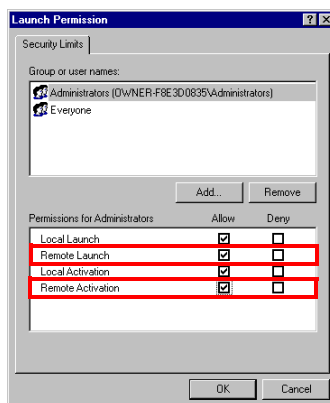 Launch Permission
Security Limits
Group or user names:
Administrators (OWNER-F8E3D0835\Administrators)
Everyone
Add... Remove
Permissions for Administrators Allow Deny
Local Launch
Remote Launch
Local Activation
Remote Activation
OK Cancel